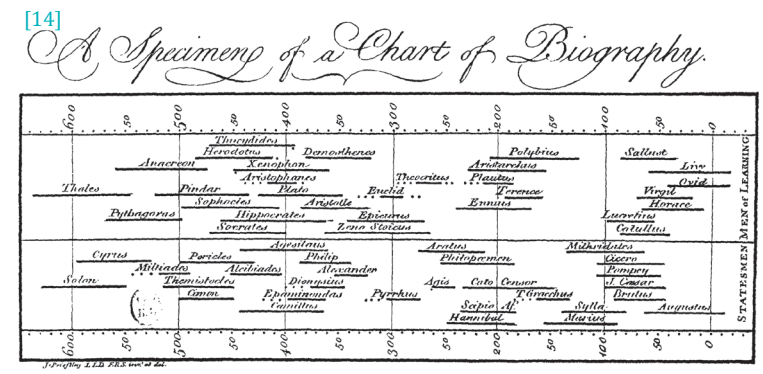 [14]
A Specimen of a Chart of Biography.
600 50 500 50 400 50 300 50 200 50 100 50 0
Thucydides
Herodotus Demosthenes Polybius Sallust
Anacreon Xenophon Aristarchus Livy
Aristophanes Theocritus Plautus Ovid
Thales Pindar Plato Euclid Terence Virgil
Sophocles Aristotle Ennius Horace
Pythagoras Hippocrates Epicurus Lucretius
Socrates Zeno Stoicus Catullus
MEN of LEARNING
Agesilaus Aratus Mithridates
Cyrus Pericles Philip Philopœmen Cicero
Miltiades Alcibiades Alexander Pompey
Solon Themistocles Dionysius Agis Cato Censor J. Cæsar
Cimon Epaminondas Pyrrhus T. Gracchus Brutus
Camillus Scipio Af. Sylla Augustus
Hannibal Marius
STATESMEN
600 50 500 50 400 50 300 50 200 50 100 50 0
J. Priestley L.L.D. F.R.S. inv.t et del.